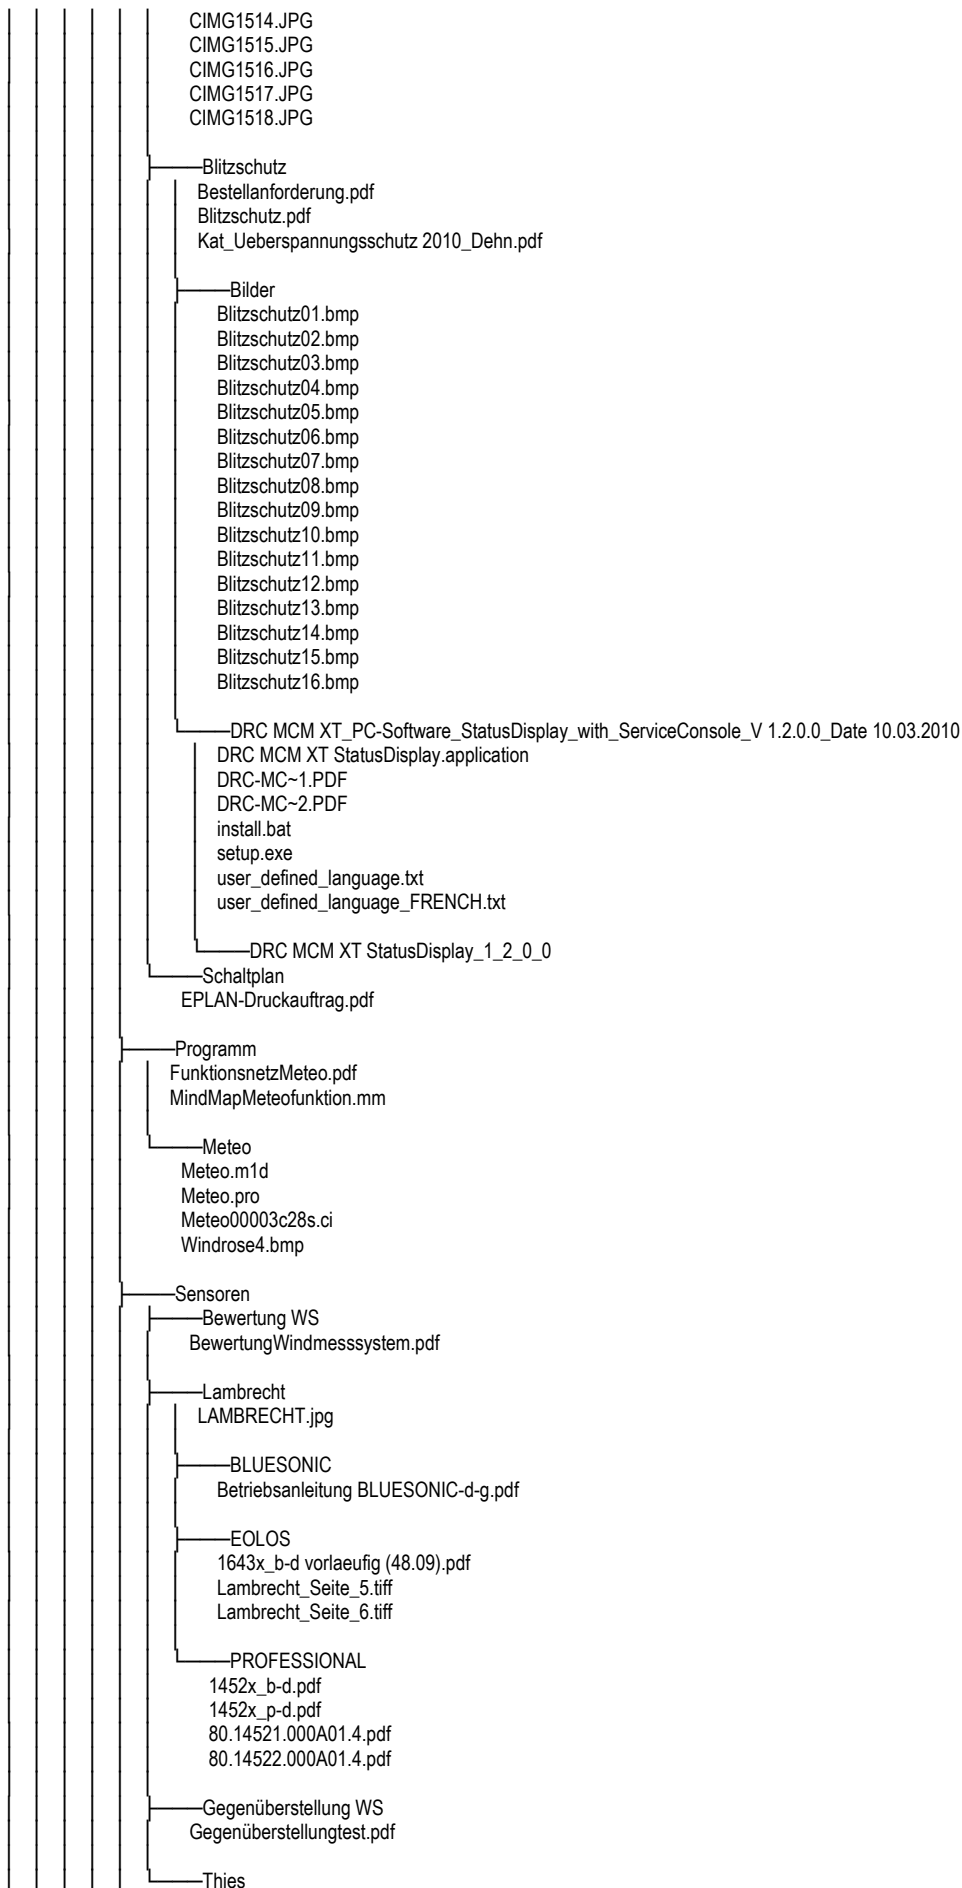 CIMG1514.JPG
CIMG1515.JPG
CIMG1516.JPG
CIMG1517.JPG
CIMG1518.JPG
Blitzschutz
Bestellanforderung.pdf
Blitzschutz.pdf
Kat_Ueberspannungsschutz 2010_Dehn.pdf
Bilder
Blitzschutz01.bmp
Blitzschutz02.bmp
Blitzschutz03.bmp
Blitzschutz04.bmp
Blitzschutz05.bmp
Blitzschutz06.bmp
Blitzschutz07.bmp
Blitzschutz08.bmp
Blitzschutz09.bmp
Blitzschutz10.bmp
Blitzschutz11.bmp
Blitzschutz12.bmp
Blitzschutz13.bmp
Blitzschutz14.bmp
Blitzschutz15.bmp
Blitzschutz16.bmp
DRC MCM XT_PC-Software_StatusDisplay_with_ServiceConsole_V 1.2.0.0_Date 10.03.2010
DRC MCM XT StatusDisplay.application
DRC-MC~1.PDF
DRC-MC~2.PDF
install.bat
setup.exe
user_defined_language.txt
user_defined_language_FRENCH.txt
DRC MCM XT StatusDisplay_1_2_0_0
Schaltplan
EPLAN-Druckauftrag.pdf
Programm
FunktionsnetzMeteo.pdf
MindMapMeteofunktion.mm
Meteo
Meteo.m1d
Meteo.pro
Meteo00003c28s.ci
Windrose4.bmp
Sensoren
Bewertung WS
BewertungWindmesssystem.pdf
Lambrecht
LAMBRECHT.jpg
BLUESONIC
Betriebsanleitung BLUESONIC-d-g.pdf
EOLOS
1643x_b-d vorlaeufig (48.09).pdf
Lambrecht_Seite_5.tiff
Lambrecht_Seite_6.tiff
PROFESSIONAL
1452x_b-d.pdf
1452x_p-d.pdf
80.14521.000A01.4.pdf
80.14522.000A01.4.pdf
Gegenüberstellung WS
Gegenüberstellungtest.pdf
Thies